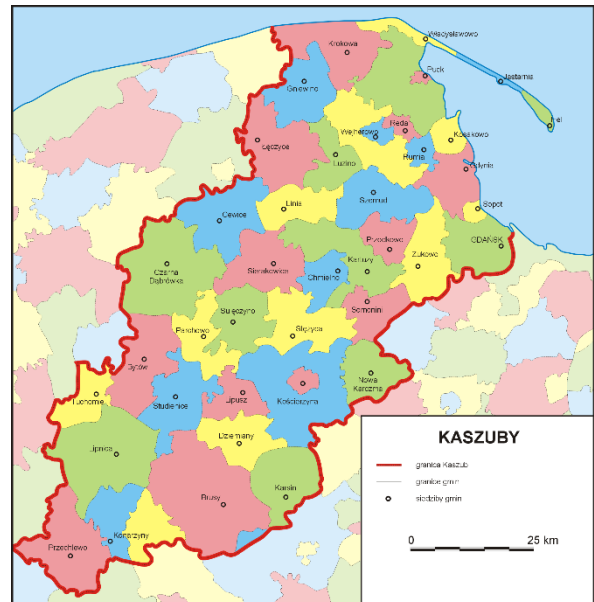 Władysławowo
Krokowa
Puck
Gniewino
Jastarnia
Hel
Wejherowo
Reda
Kosakowo
Łęczyce
Luzino
Rumia
Gdynia
Szemud
Linia
Sopot
Cewice
GDAŃSK
Przodkowo
Żukowo
Kartuzy
Sierakowice
Chmielno
Czarna
Dąbrówka
Somonino
Sulęczyno
Parchowo
Stężyca
Bytów
Nowa
Karczma
Tuchomie
Studzienice
Lipusz
Kościerzyna
Dziemiany
Lipnica
Karsin
Brusy
Konarzyny
Przechlewo
KASZUBY
granica Kaszub
granice gmin
siedziby gmin
0
25 km